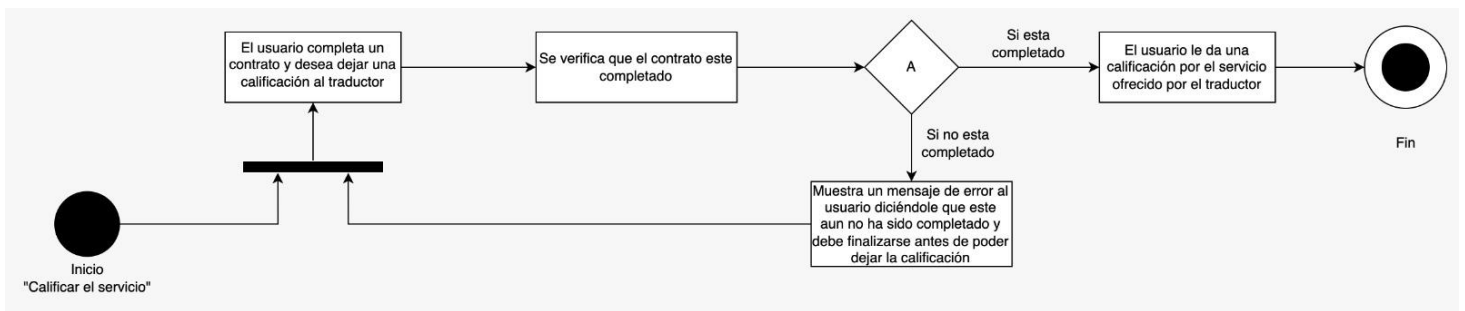 El usuario completa un
contrato y desea dejar una
calificación al traductor
Se verifica que el contrato este
completado
A
Si esta
completado
El usuario le da una
calificación por el servicio
ofrecido por el traductor
Fin
Si no esta
completado
Muestra un mensaje de error al
usuario diciéndole que este
aun no ha sido completado y
debe finalizarse antes de poder
dejar la calificación
Inicio
"Calificar el servicio"